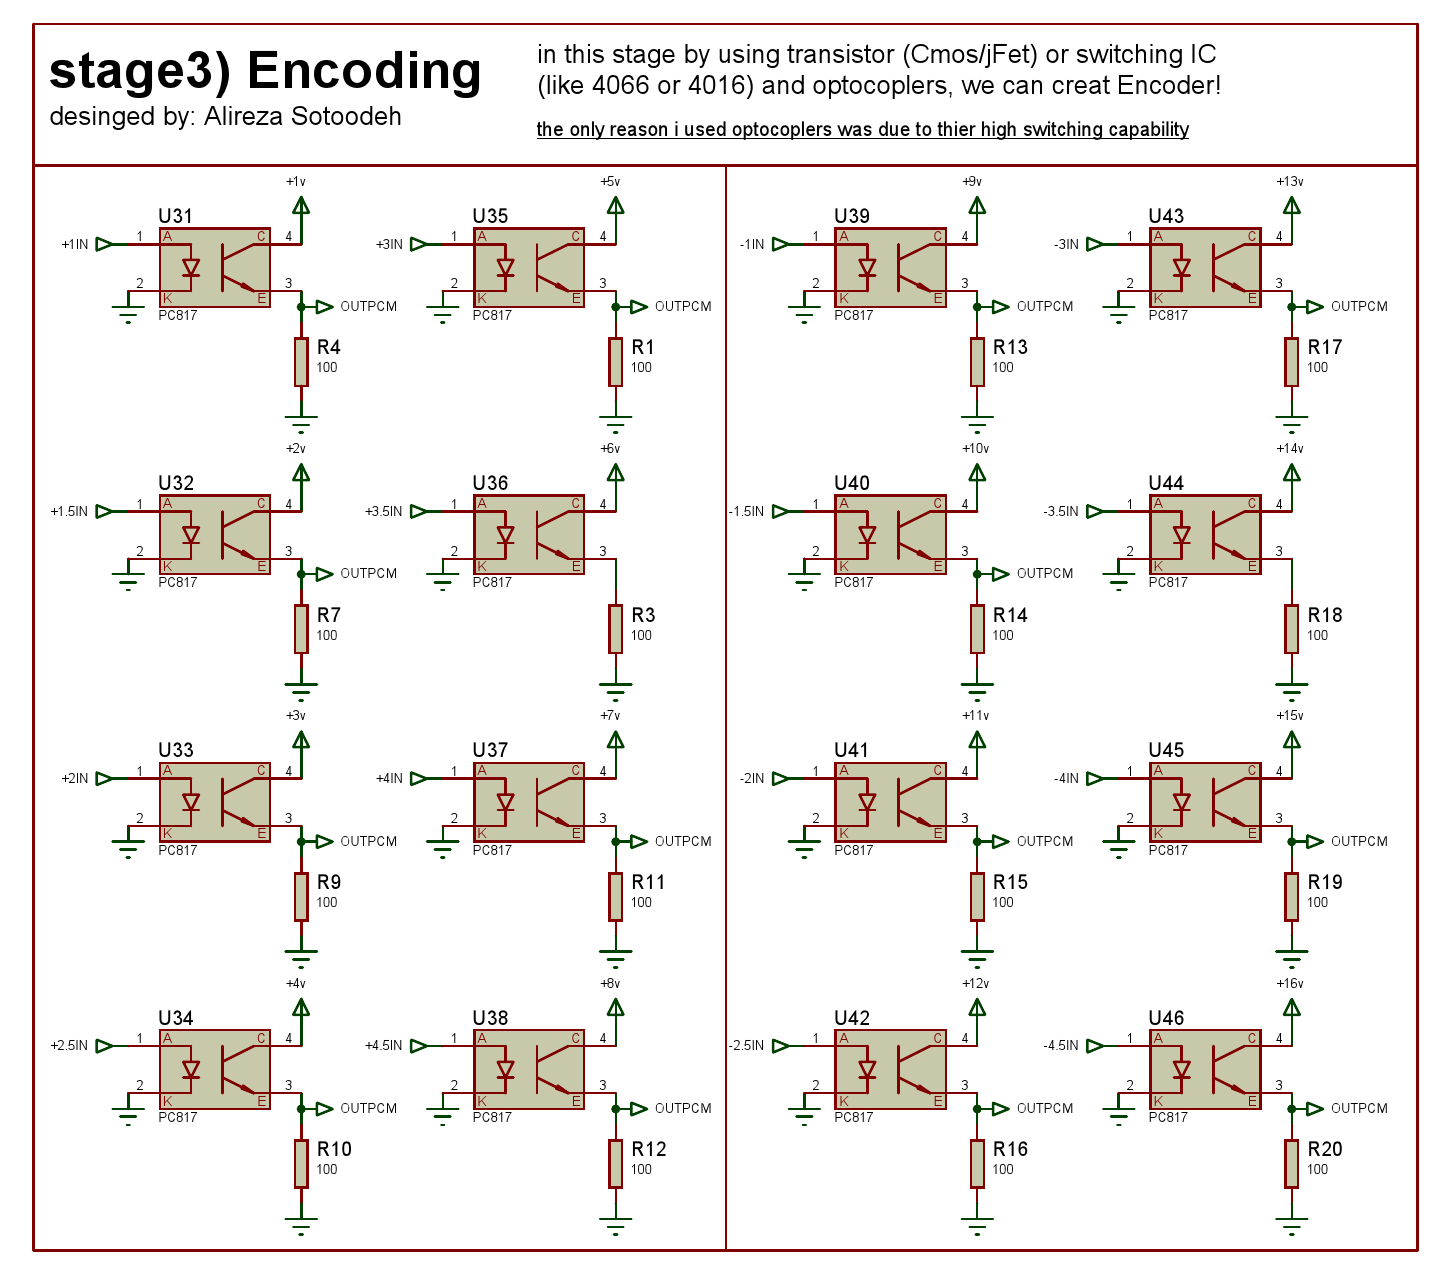 stage3) Encoding
desinged by: Alireza Sotoodeh
in this stage by using transistor (Cmos/jFet) or switching IC
(like 4066 or 4016) and optocoplers, we can creat Encoder!
the only reason i used optocoplers was due to thier high switching capability
+1v
U31
+1IN
1
A
C
4
2
K
E
3
PC817
OUTPCM
R4
100
+5v
U35
+3IN
1
A
C
4
2
K
E
3
PC817
OUTPCM
R1
100
+9v
U39
-1IN
1
A
C
4
2
K
E
3
PC817
OUTPCM
R13
100
+13v
U43
-3IN
1
A
C
4
2
K
E
3
PC817
OUTPCM
R17
100
+2v
U32
+1.5IN
1
A
C
4
2
K
E
3
PC817
OUTPCM
R7
100
+6v
U36
+3.5IN
1
A
C
4
2
K
E
3
PC817
R3
100
+10v
U40
-1.5IN
1
A
C
4
2
K
E
3
PC817
OUTPCM
R14
100
+14v
U44
-3.5IN
1
A
C
4
2
K
E
3
PC817
R18
100
+3v
U33
+2IN
1
A
C
4
2
K
E
3
PC817
OUTPCM
R9
100
+7v
U37
+4IN
1
A
C
4
2
K
E
3
PC817
OUTPCM
R11
100
+11v
U41
-2IN
1
A
C
4
2
K
E
3
PC817
OUTPCM
R15
100
+15v
U45
-4IN
1
A
C
4
2
K
E
3
PC817
OUTPCM
R19
100
+4v
U34
+2.5IN
1
A
C
4
2
K
E
3
PC817
OUTPCM
R10
100
+8v
U38
+4.5IN
1
A
C
4
2
K
E
3
PC817
OUTPCM
R12
100
+12v
U42
-2.5IN
1
A
C
4
2
K
E
3
PC817
OUTPCM
R16
100
+16v
U46
-4.5IN
1
A
C
4
2
K
E
3
PC817
OUTPCM
R20
100